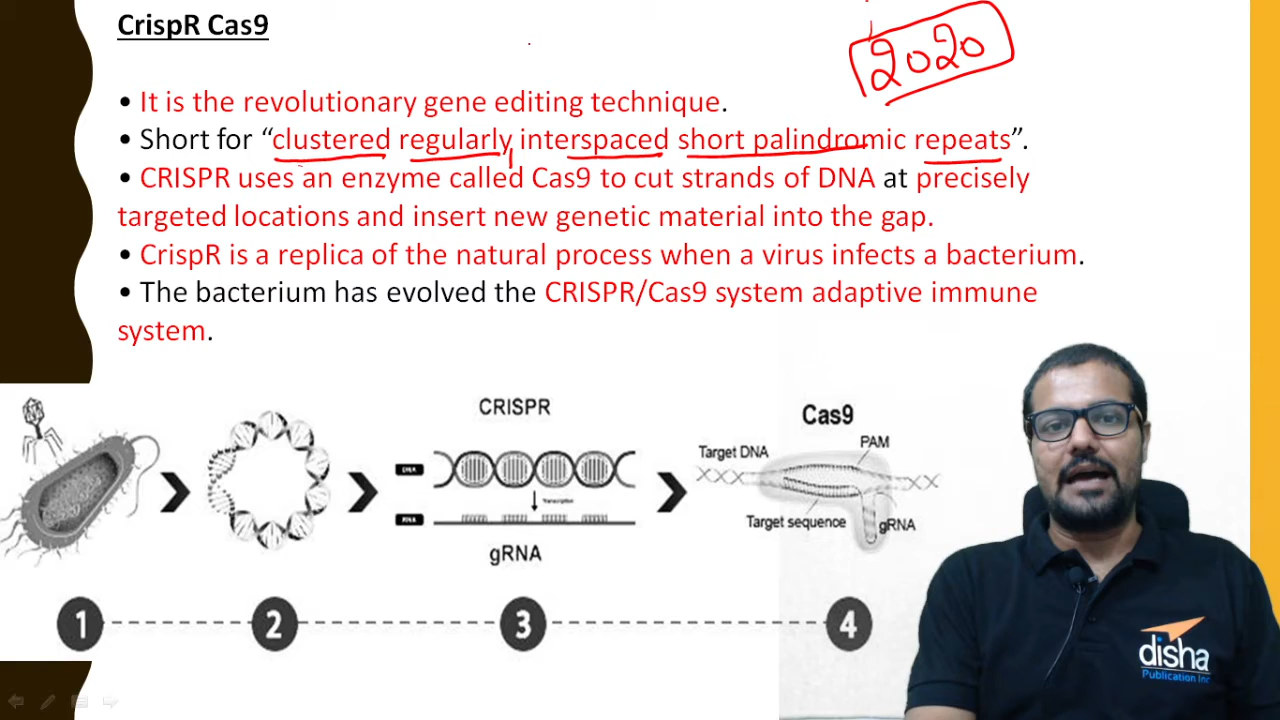 CrispR Cas9
2020
• It is the revolutionary gene editing technique.
• Short for “clustered regularly interspaced short palindromic repeats”.
• CRISPR uses an enzyme called Cas9 to cut strands of DNA at precisely
targeted locations and insert new genetic material into the gap.
• CrispR is a replica of the natural process when a virus infects a bacterium.
• The bacterium has evolved the CRISPR/Cas9 system adaptive immune
system.
CRISPR
DNA
Transcription
RNA
gRNA
Cas9
PAM
Target DNA
Target sequence
gRNA
1
2
3
4
disha
Publication Inc